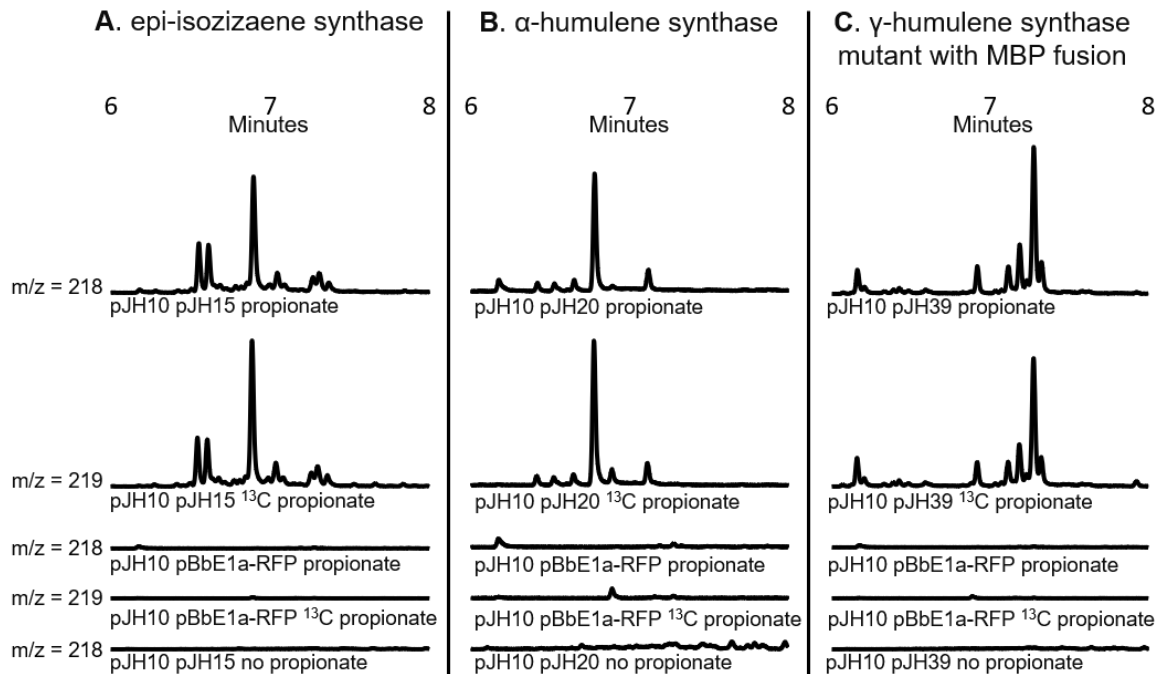 A. epi-isozizaene synthase
6 7 8
Minutes
m/z = 218
pJH10 pJH15 propionate
m/z = 219
pJH10 pJH15 ¹³C propionate
m/z = 218
pJH10 pBbE1a-RFP propionate
m/z = 219
pJH10 pBbE1a-RFP ¹³C propionate
m/z = 218
pJH10 pJH15 no propionate
B. α-humulene synthase
6 7 8
Minutes
pJH10 pJH20 propionate
pJH10 pJH20 ¹³C propionate
pJH10 pBbE1a-RFP propionate
pJH10 pBbE1a-RFP ¹³C propionate
pJH10 pJH20 no propionate
C. γ-humulene synthase
mutant with MBP fusion
6 7 8
Minutes
pJH10 pJH39 propionate
pJH10 pJH39 ¹³C propionate
pJH10 pBbE1a-RFP propionate
pJH10 pBbE1a-RFP ¹³C propionate
pJH10 pJH39 no propionate